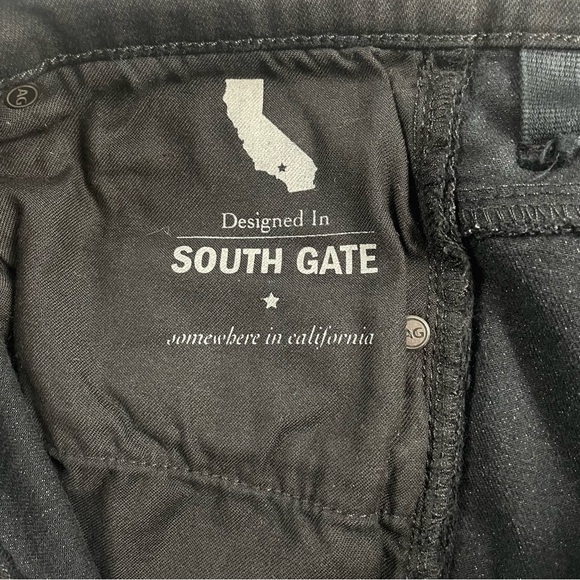 AG
Designed In
SOUTH GATE
somewhere in california
AG